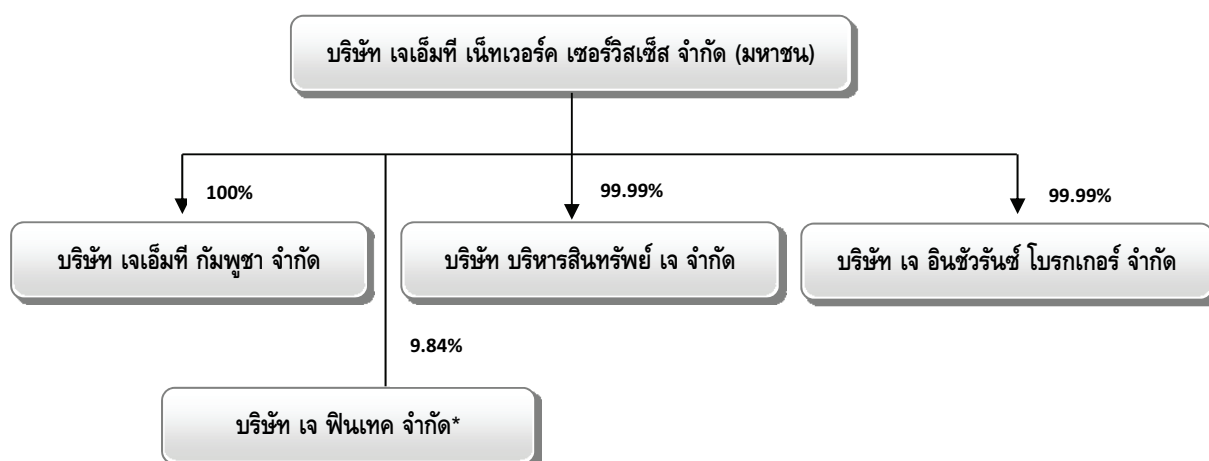 บริษัท เจเอ็มที เน็ทเวอร์ค เซอร์วิสเซ็ส จำกัด (มหาชน)
100%
99.99%
99.99%
บริษัท เจเอ็มที กัมพูชา จำกัด
บริษัท บริหารสินทรัพย์ เจ จำกัด
บริษัท เจ อินชัวรันซ์ โบรกเกอร์ จำกัด
9.84%
บริษัท เจ ฟินเทค จำกัด*